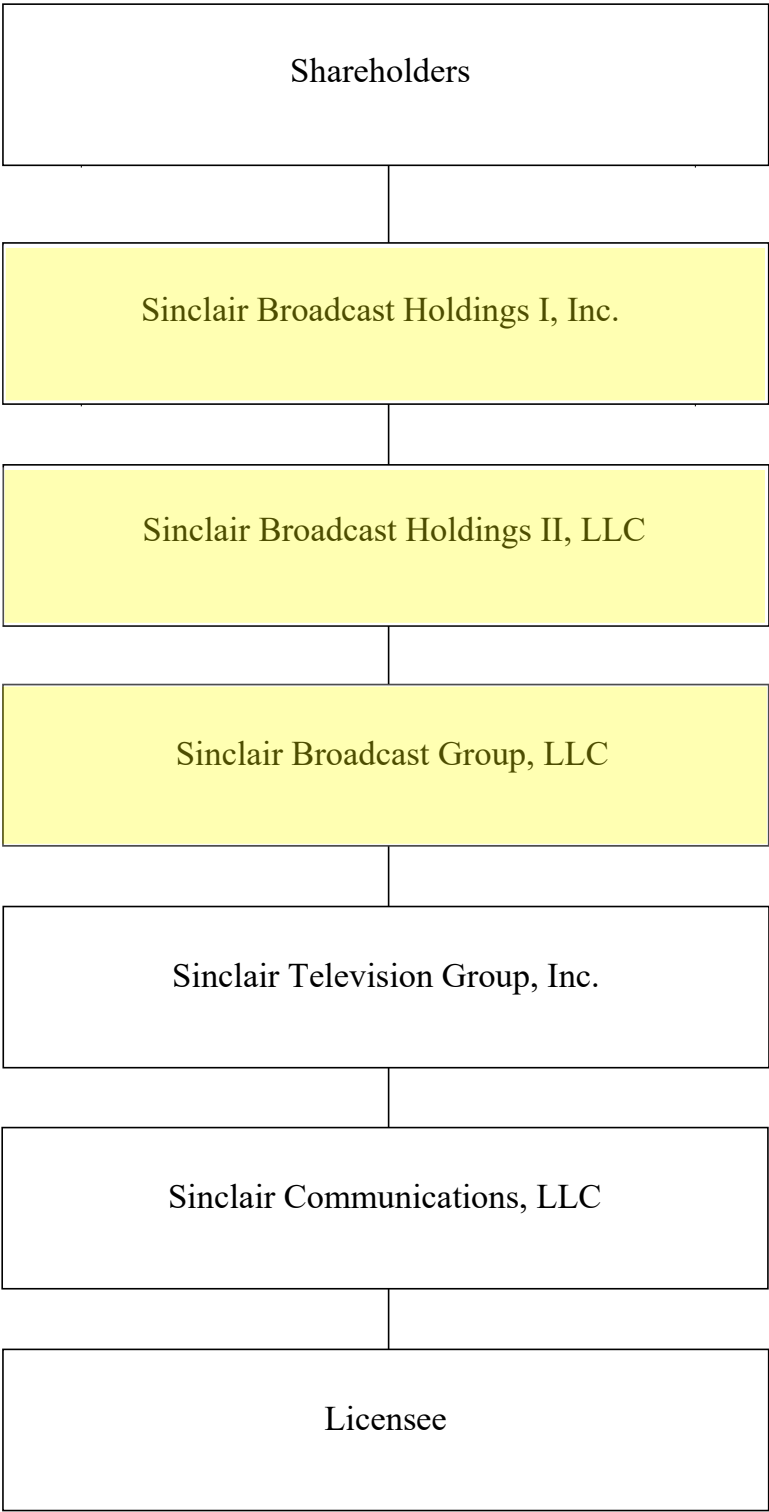 Shareholders
Sinclair Broadcast Holdings I, Inc.
Sinclair Broadcast Holdings II, LLC
Sinclair Broadcast Group, LLC
Sinclair Television Group, Inc.
Sinclair Communications, LLC
Licensee